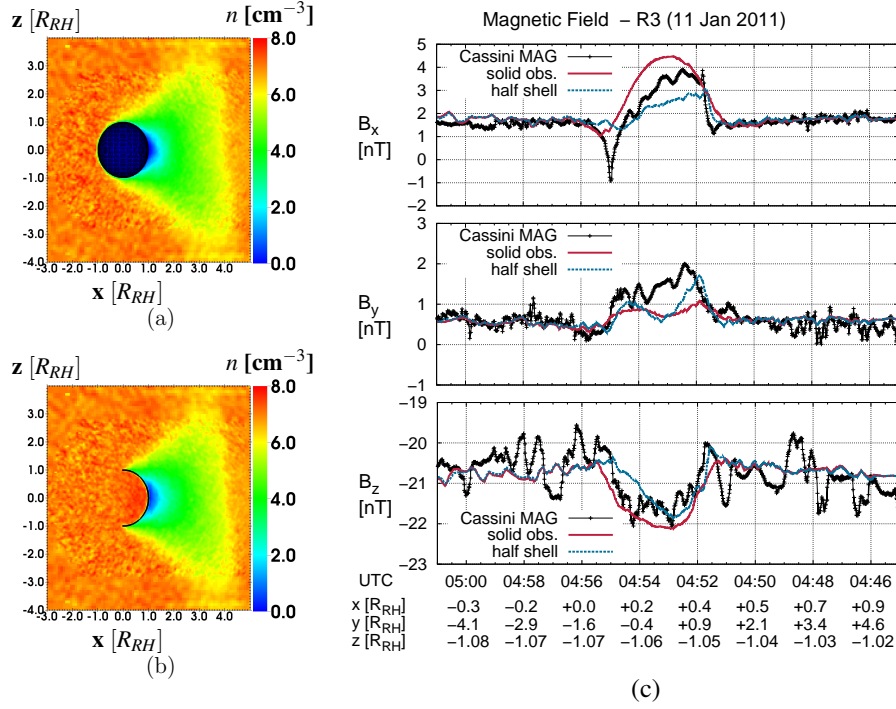 z [R_RH] n [cm⁻³]
8.0
6.0
4.0
2.0
0.0
4.0
3.0
2.0
1.0
0.0
-1.0
-2.0
-3.0
-4.0
-3.0 -2.0 -1.0 0.0 1.0 2.0 3.0 4.0
x [R_RH]
(a)
z [R_RH] n [cm⁻³]
8.0
6.0
4.0
2.0
0.0
4.0
3.0
2.0
1.0
0.0
-1.0
-2.0
-3.0
-4.0
-3.0 -2.0 -1.0 0.0 1.0 2.0 3.0 4.0
x [R_RH]
(b)
Magnetic Field – R3 (11 Jan 2011)
Cassini MAG
solid obs.
half shell
B_x
[nT]
5
4
3
2
1
0
−1
−2
Cassini MAG
solid obs.
half shell
B_y
[nT]
3
2
1
0
−1
B_z
[nT]
−19
−20
−21
−22
−23
Cassini MAG
solid obs.
half shell
UTC 05:00 04:58 04:56 04:54 04:52 04:50 04:48 04:46
x [R_RH] −0.3 −0.2 +0.0 +0.2 +0.4 +0.5 +0.7 +0.9
y [R_RH] −4.1 −2.9 −1.6 −0.4 +0.9 +2.1 +3.4 +4.6
z [R_RH] −1.08 −1.07 −1.07 −1.06 −1.05 −1.04 −1.03 −1.02
(c)